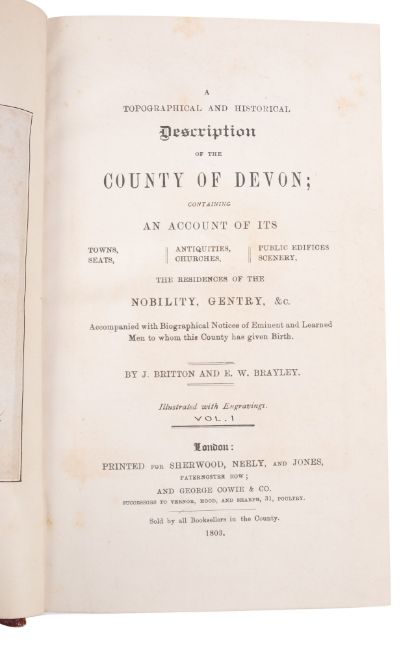 A
TOPOGRAPHICAL AND HISTORICAL
Description
OF THE
COUNTY OF DEVON;
CONTAINING
AN ACCOUNT OF ITS
TOWNS, ANTIQUITIES, PUBLIC EDIFICES
SEATS, CHURCHES, SCENERY,
THE RESIDENCES OF THE
NOBILITY, GENTRY, &c.
Accompanied with Biographical Notices of Eminent and Learned
Men to whom this County has given Birth.
BY J. BRITTON AND E. W. BRAYLEY.
Illustrated with Engravings.
VOL. 1
London:
PRINTED FOR SHERWOOD, NEELY, AND JONES,
PATERNOSTER ROW;
AND GEORGE COWIE & CO.
SUCCESSORS TO VERNOR, HOOD, AND SHARPE, 31, POULTRY.
Sold by all Booksellers in the County.
1803.